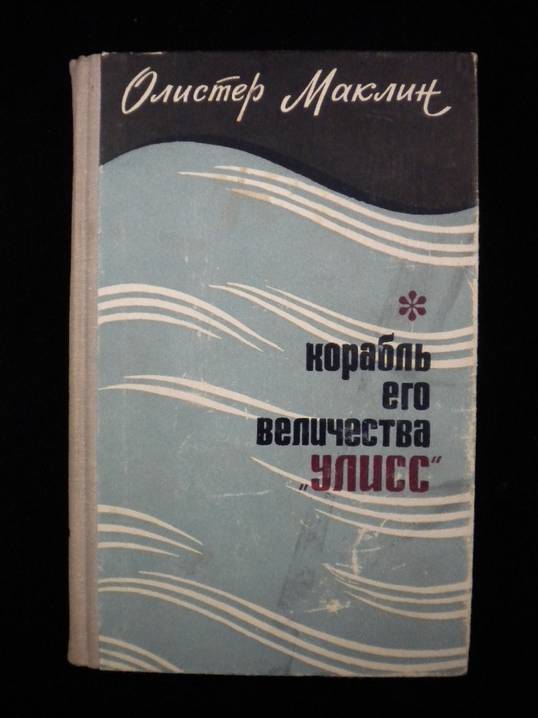 Олистер Маклин
корабль
его
величества
„УЛИСС“